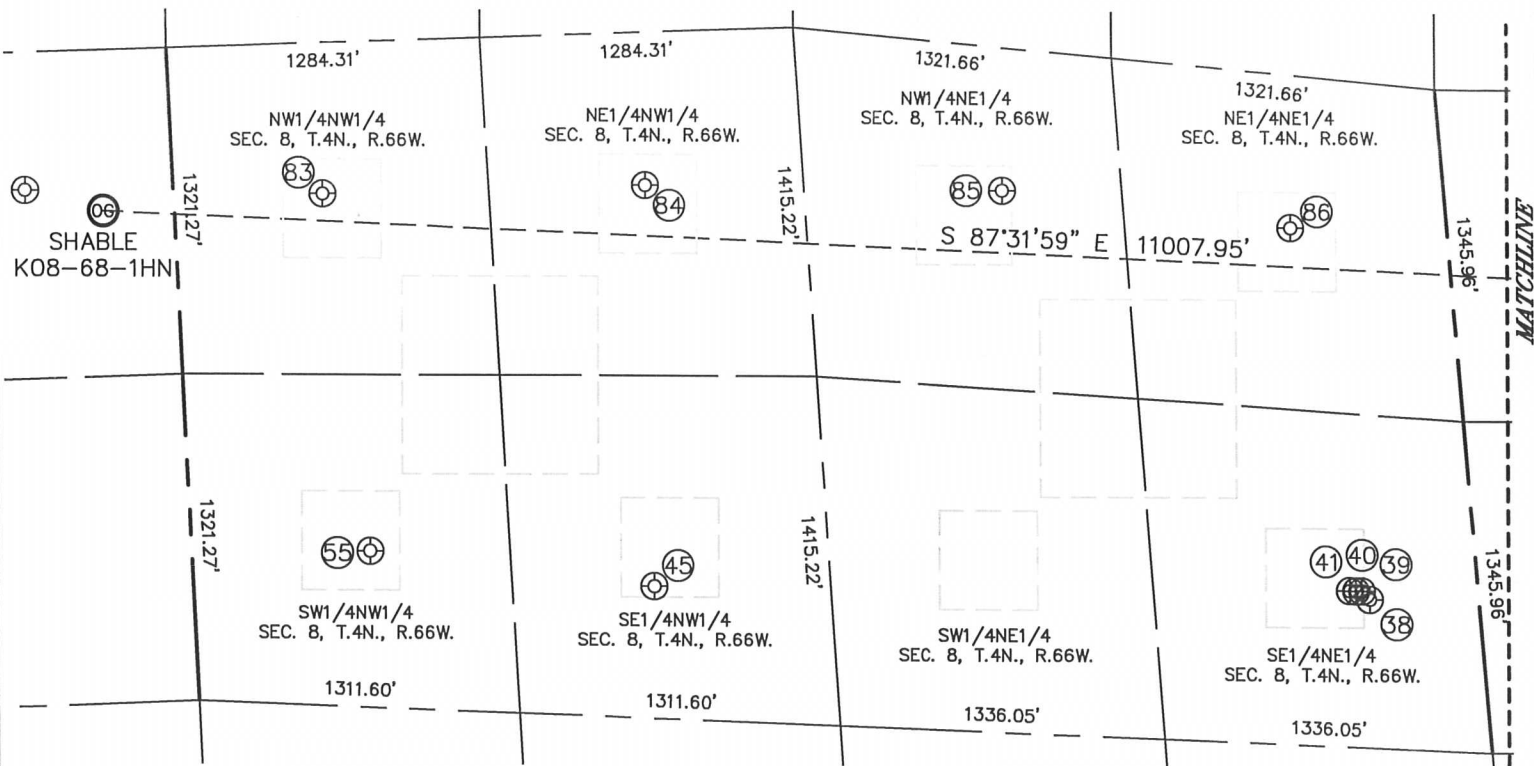 1284.31'
1284.31'
1321.66'
1321.66'
NW1/4NW1/4
SEC. 8, T.4N., R.66W.
NE1/4NW1/4
SEC. 8, T.4N., R.66W.
NW1/4NE1/4
SEC. 8, T.4N., R.66W.
NE1/4NE1/4
SEC. 8, T.4N., R.66W.
83
84
85
86
06
SHABLE
K08-68-1HN
1321.27'
1415.22'
S 87°31'59" E 11007.95'
1345.96'
MATCHLINE
1321.27'
1415.22'
1345.96'
55
45
41
40
39
38
SW1/4NW1/4
SEC. 8, T.4N., R.66W.
SE1/4NW1/4
SEC. 8, T.4N., R.66W.
SW1/4NE1/4
SEC. 8, T.4N., R.66W.
SE1/4NE1/4
SEC. 8, T.4N., R.66W.
1311.60'
1311.60'
1336.05'
1336.05'